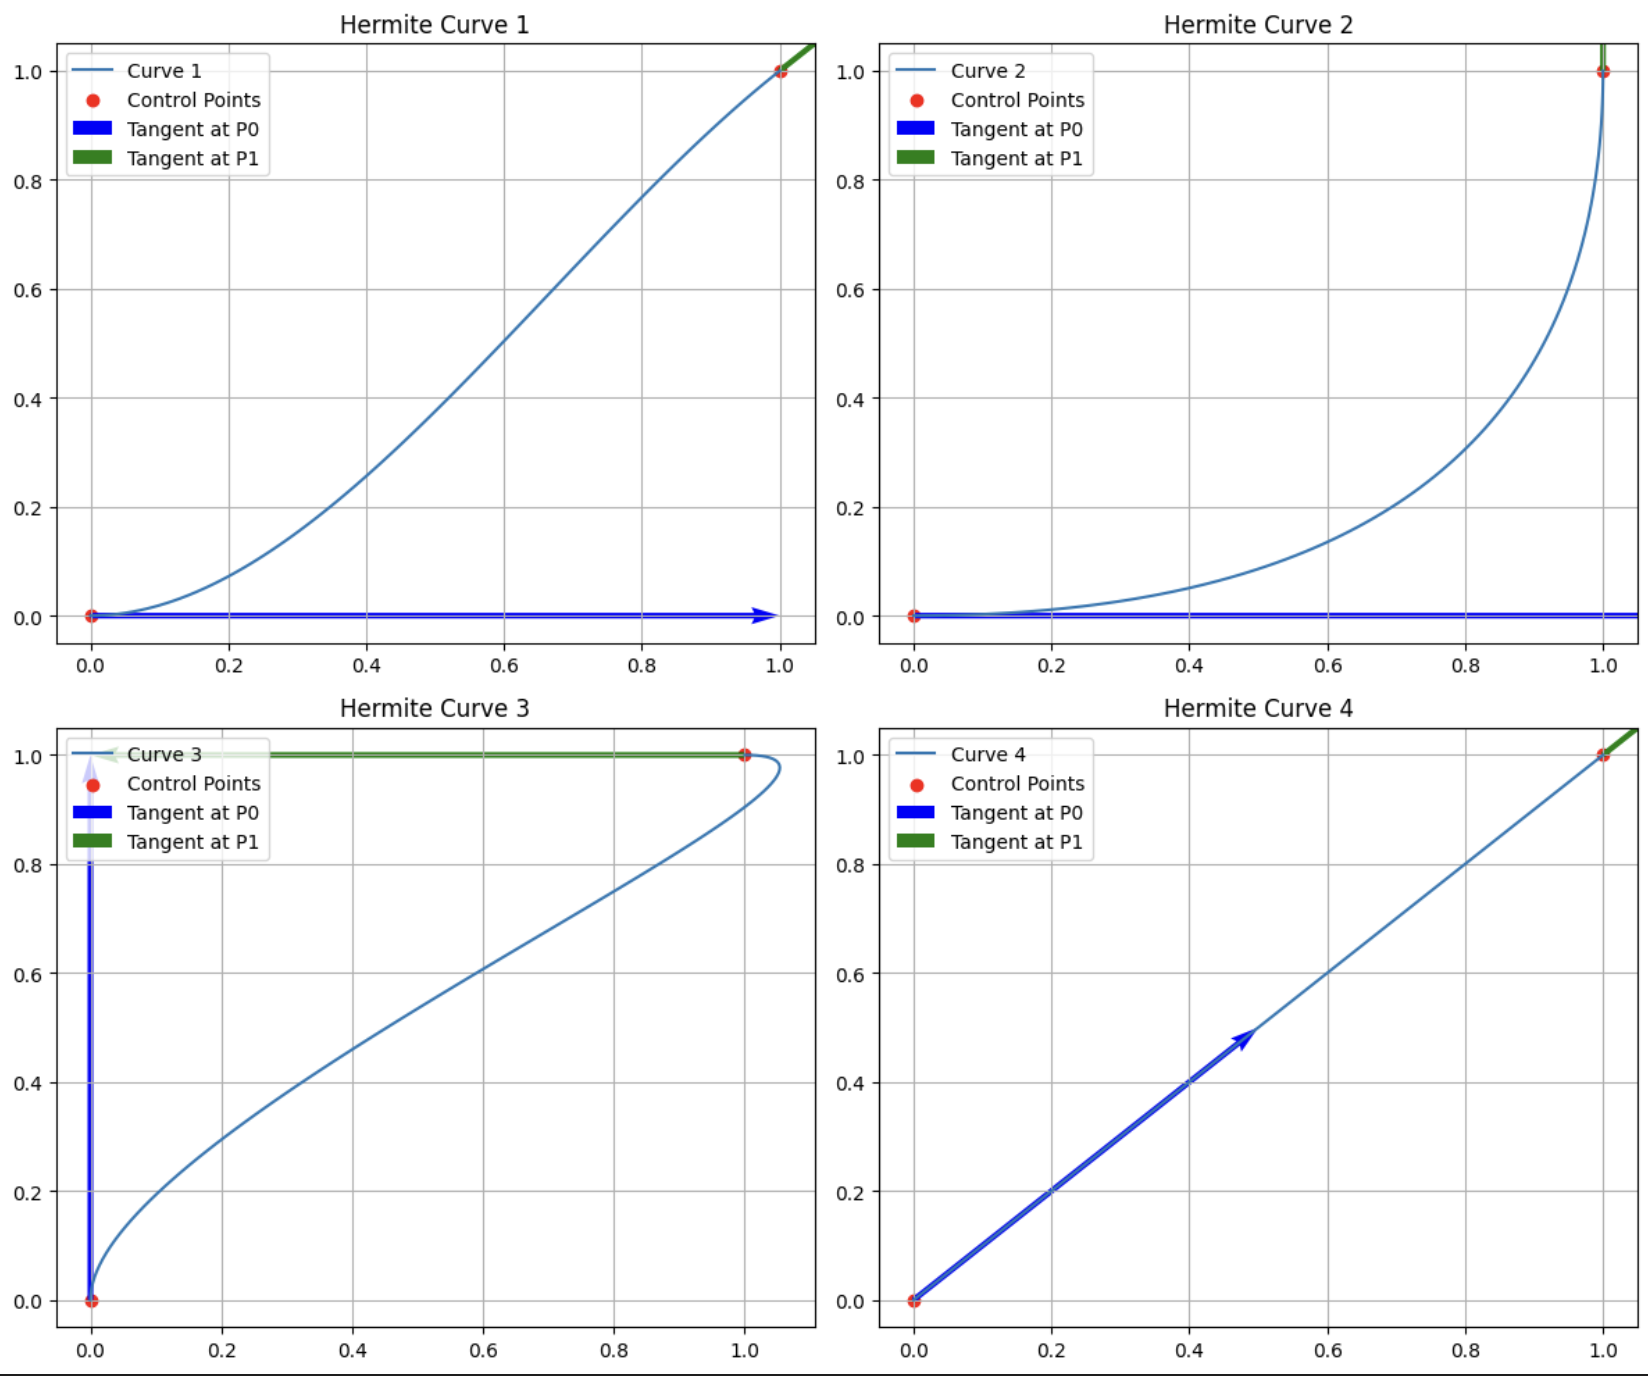 Hermite Curve 1
1.0
0.8
0.6
0.4
0.2
0.0
Curve 1
Control Points
Tangent at P0
Tangent at P1
0.0 0.2 0.4 0.6 0.8 1.0
Hermite Curve 2
1.0
0.8
0.6
0.4
0.2
0.0
Curve 2
Control Points
Tangent at P0
Tangent at P1
0.0 0.2 0.4 0.6 0.8 1.0
Hermite Curve 3
1.0
0.8
0.6
0.4
0.2
0.0
Curve 3
Control Points
Tangent at P0
Tangent at P1
0.0 0.2 0.4 0.6 0.8 1.0
Hermite Curve 4
1.0
0.8
0.6
0.4
0.2
0.0
Curve 4
Control Points
Tangent at P0
Tangent at P1
0.0 0.2 0.4 0.6 0.8 1.0